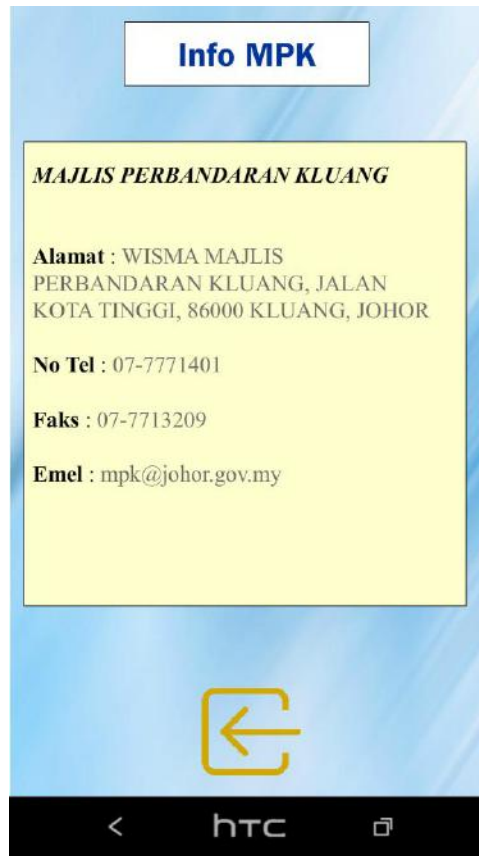 Info MPK
MAJLIS PERBANDARAN KLUANG
Alamat : WISMA MAJLIS
PERBANDARAN KLUANG, JALAN
KOTA TINGGI, 86000 KLUANG, JOHOR
No Tel : 07-7771401
Faks : 07-7713209
Emel : mpk@johor.gov.my
hTC